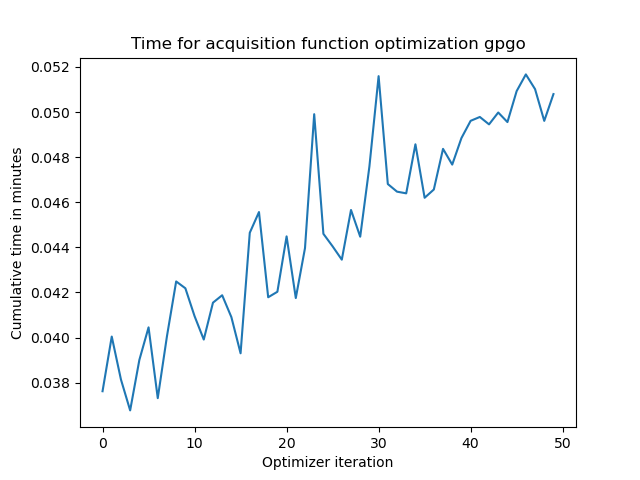 Time for acquisition function optimization gpgo
0.052
0.050
0.048
0.046
0.044
0.042
0.040
0.038
Cumulative time in minutes
0 10 20 30 40 50
Optimizer iteration